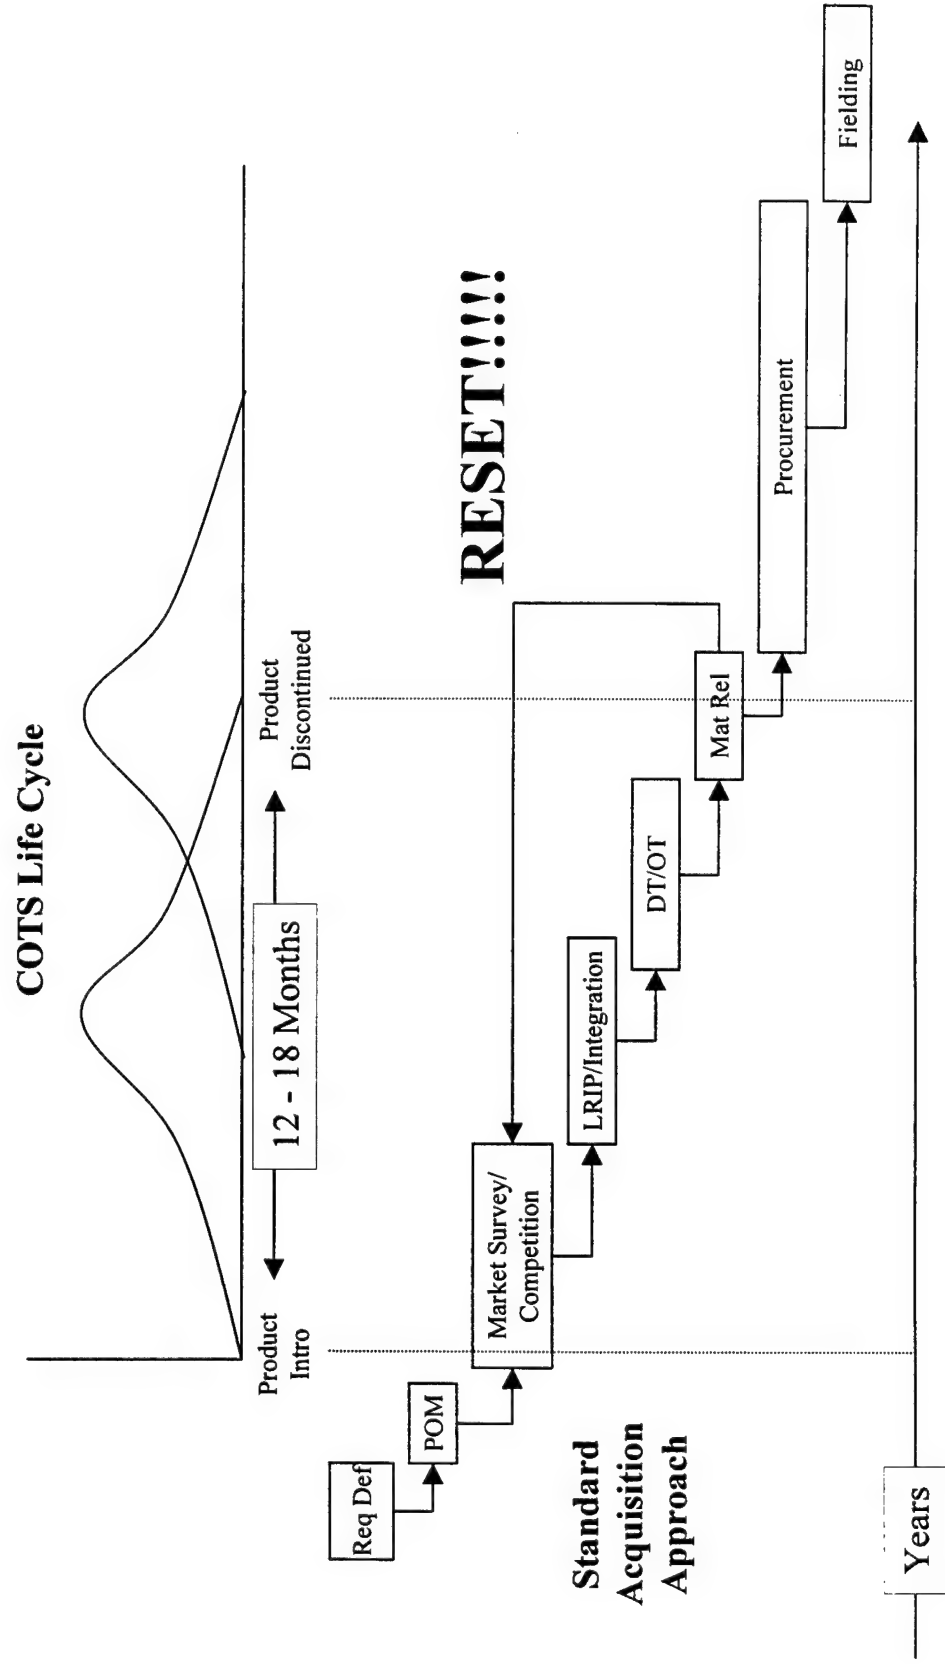 COTS Life Cycle
Product
Intro
12 - 18 Months
Product
Discontinued
Req Def
POM
Market Survey/
Competition
RESET!!!!!
LRIP/Integration
DT/OT
Mat Rel
Procurement
Fielding
Standard
Acquisition
Approach
Years